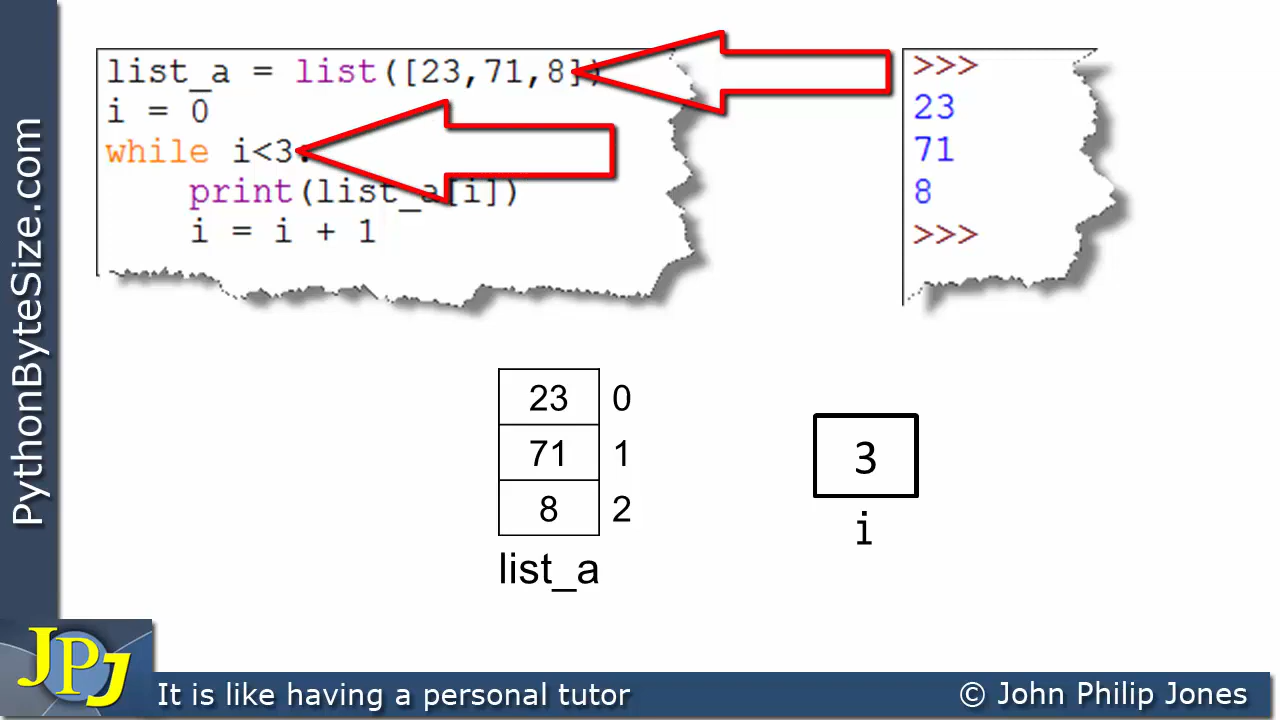 PythonByteSize.com
list_a = list([23,71,8])
i = 0
while i<3:
print(list_a[i])
i = i + 1
>>>
23
71
8
>>>
23 0
71 1
8 2
list_a
3
i
JPJ
It is like having a personal tutor
© John Philip Jones